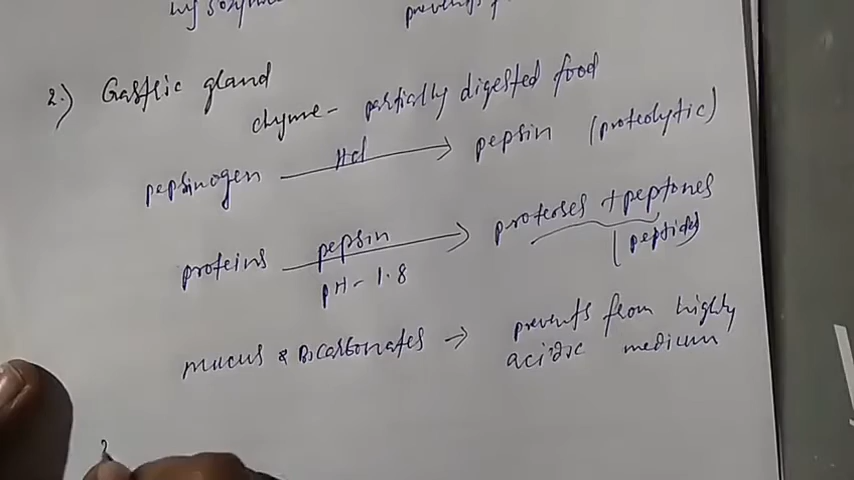 2.) Gastric gland
chyme - partially digested food
pepsinogen HCl → pepsin (proteolytic)
proteins pepsin → proteoses + peptones
pH - 1.8 (peptides)
mucus & Bicarbonates → prevents from highly
acidic medium